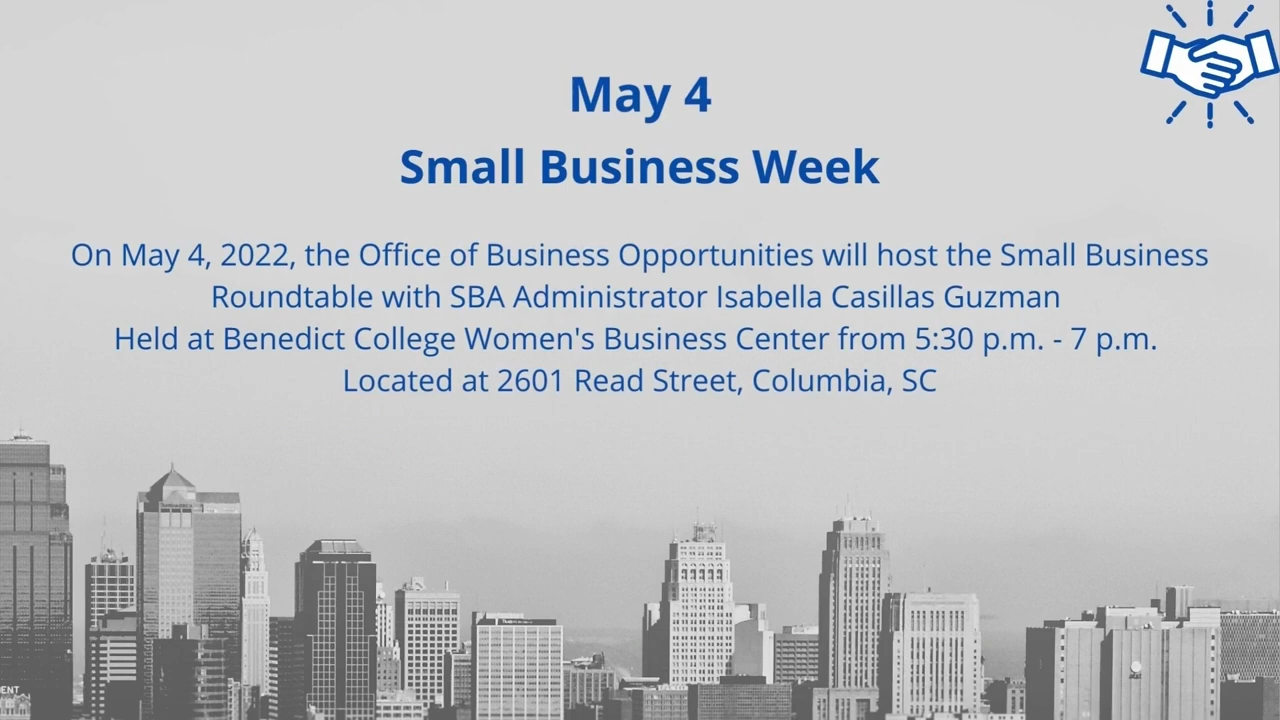 May 4
Small Business Week
On May 4, 2022, the Office of Business Opportunities will host the Small Business
Roundtable with SBA Administrator Isabella Casillas Guzman
Held at Benedict College Women's Business Center from 5:30 p.m. - 7 p.m.
Located at 2601 Read Street, Columbia, SC
ENT